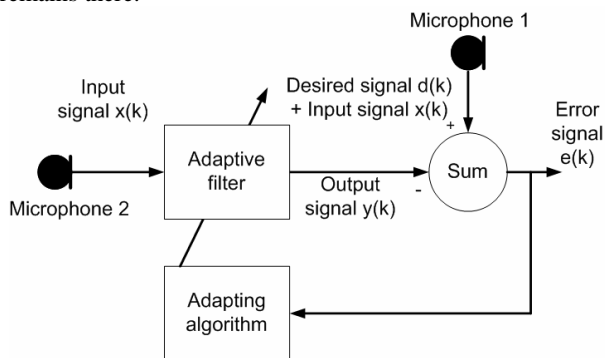 remains there.
Microphone 1
Input
signal x(k)
Desired signal d(k)
+ Input signal x(k)
+
Error
signal
e(k)
Adaptive
filter
Sum
Output
signal y(k)
-
Microphone 2
Adapting
algorithm